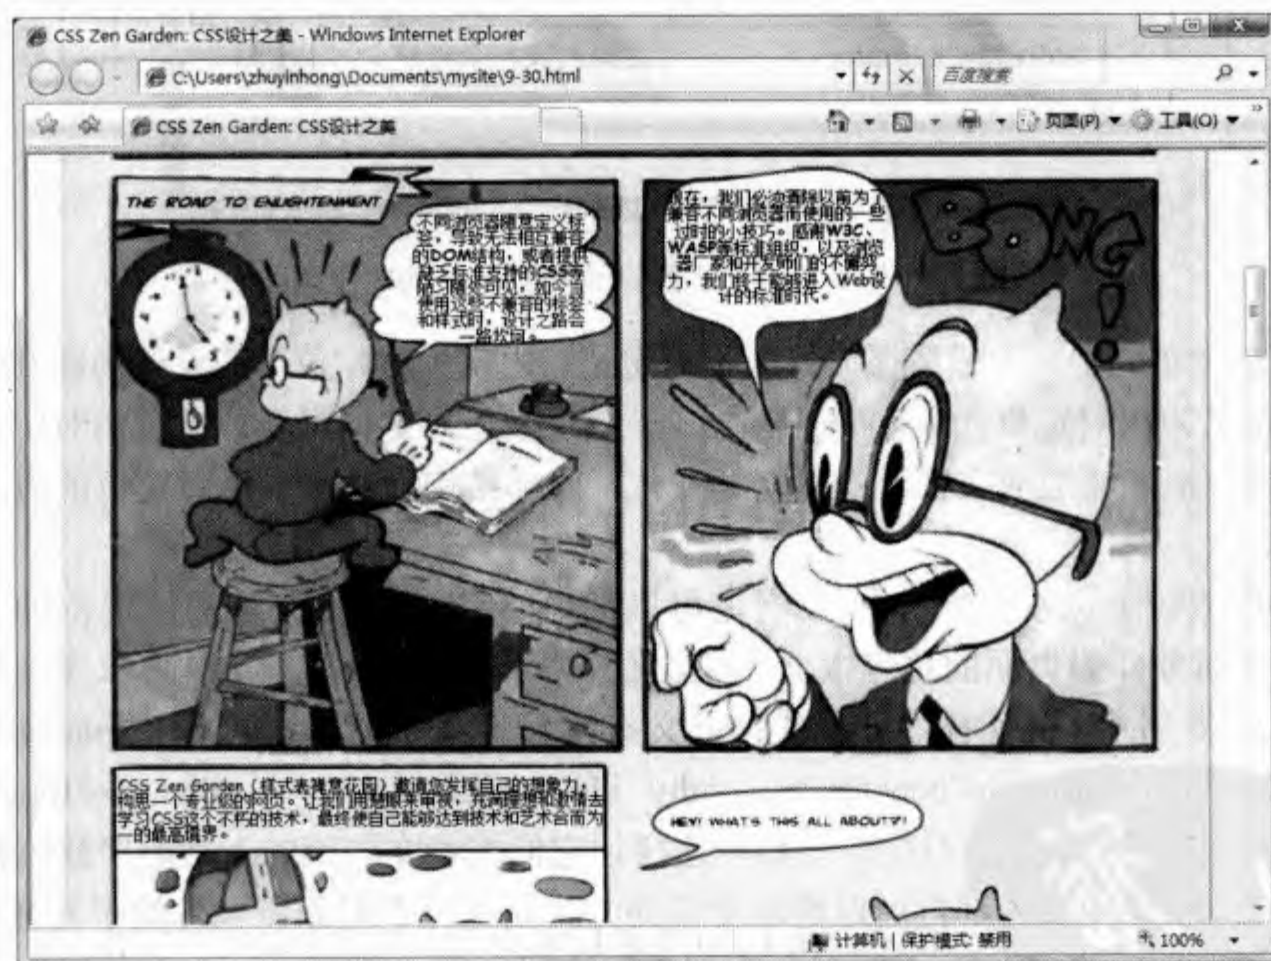 CSS Zen Garden: CSS设计之美 - Windows Internet Explorer
C:\Users\zhuyinhong\Documents\mysite\9-30.html
百度搜索
CSS Zen Garden: CSS设计之美
页面(P)
工具(O)
THE ROAD TO ENLIGHTENMENT
不同浏览器随意定义标
签，导致无法相互兼容
的DOM结构，或者提供
缺乏标准支持的CSS等
陋习随处可见，如今当
使用这些不兼容的标签
和样式时，设计之路会
一路坎坷。
现在，我们必须清除以前为了
兼容不同浏览器而使用的一些
过时的小技巧。感谢W3C、
WASP等标准组织，以及浏览
器厂家和开发师们的不懈努
力，我们终于能够进入Web设
计的标准时代。
BONG!
CSS Zen Garden（样式表禅意花园）邀请您发挥自己的想象力，
构思一个专业级的网页。让我们用慧眼来审视，充满理想和激情去
学习CSS这个不朽的技术，最终使自己能够达到技术和艺术合而为
一的最高境界。
HEY! WHAT'S THIS ALL ABOUT?!
计算机 | 保护模式: 禁用
100%